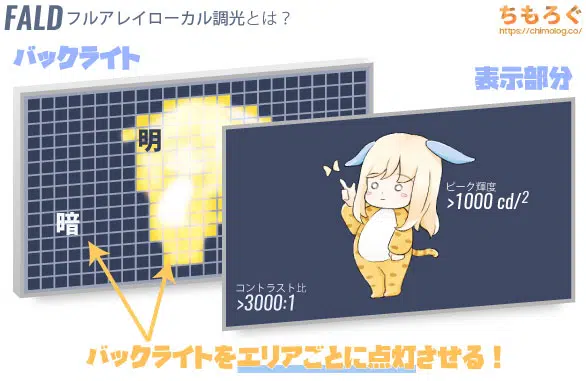 FALD フルアレイローカル調光とは？
ちもろぐ
https://chimolog.co/
バックライト
表示部分
明
暗
ピーク輝度
>1000 cd/²
コントラスト比
>3000:1
バックライトをエリアごとに点灯させる！